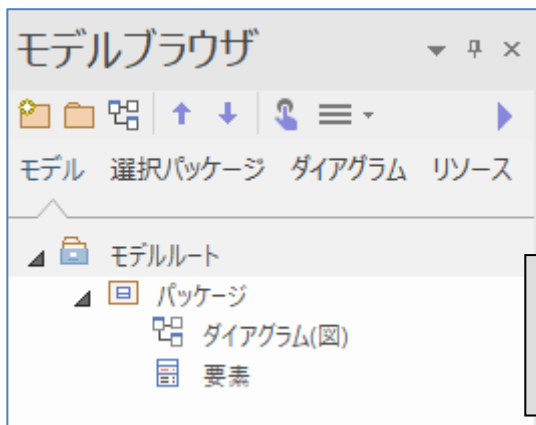 モデルブラウザ
モデル 選択パッケージ ダイアグラム リソース
モデルルート
パッケージ
ダイアグラム(図)
要素